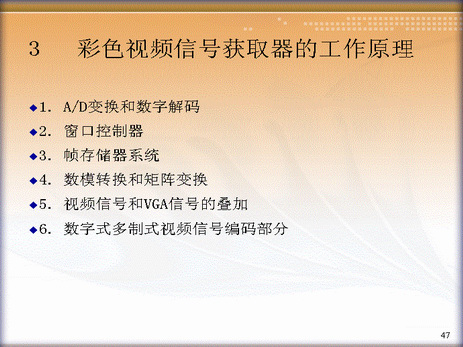 3 彩色视频信号获取器的工作原理
1. A/D变换和数字解码
2. 窗口控制器
3. 帧存储器系统
4. 数模转换和矩阵变换
5. 视频信号和VGA信号的叠加
6. 数字式多制式视频信号编码部分
47